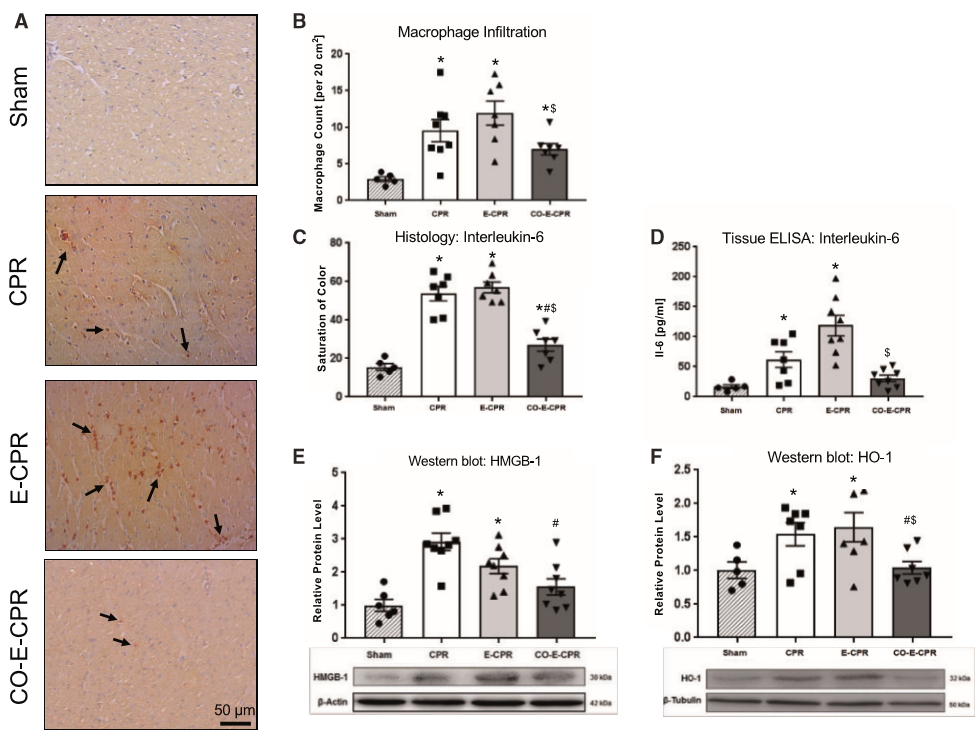 A
Sham
CPR
E-CPR
CO-E-CPR
50 µm
B
Macrophage Infiltration
Macrophage Count [per 20 cm²]
20
15
10
5
0
*
*
*$
Sham CPR E-CPR CO-E-CPR
C
Histology: Interleukin-6
Saturation of Color
80
60
40
20
0
*
*
*#$
Sham CPR E-CPR CO-E-CPR
D
Tissue ELISA: Interleukin-6
Il-6 [pg/ml]
250
200
150
100
50
0
*
*
$
Sham CPR E-CPR CO-E-CPR
E
Western blot: HMGB-1
Relative Protein Level
5
4
3
2
1
0
*
*
#
Sham CPR E-CPR CO-E-CPR
HMGB-1 30 kDa
β-Actin 42 kDa
F
Western blot: HO-1
Relative Protein Level
2.5
2.0
1.5
1.0
0.5
0.0
*
*
#$
Sham CPR E-CPR CO-E-CPR
HO-1 32 kDa
β-Tubulin 50 kDa